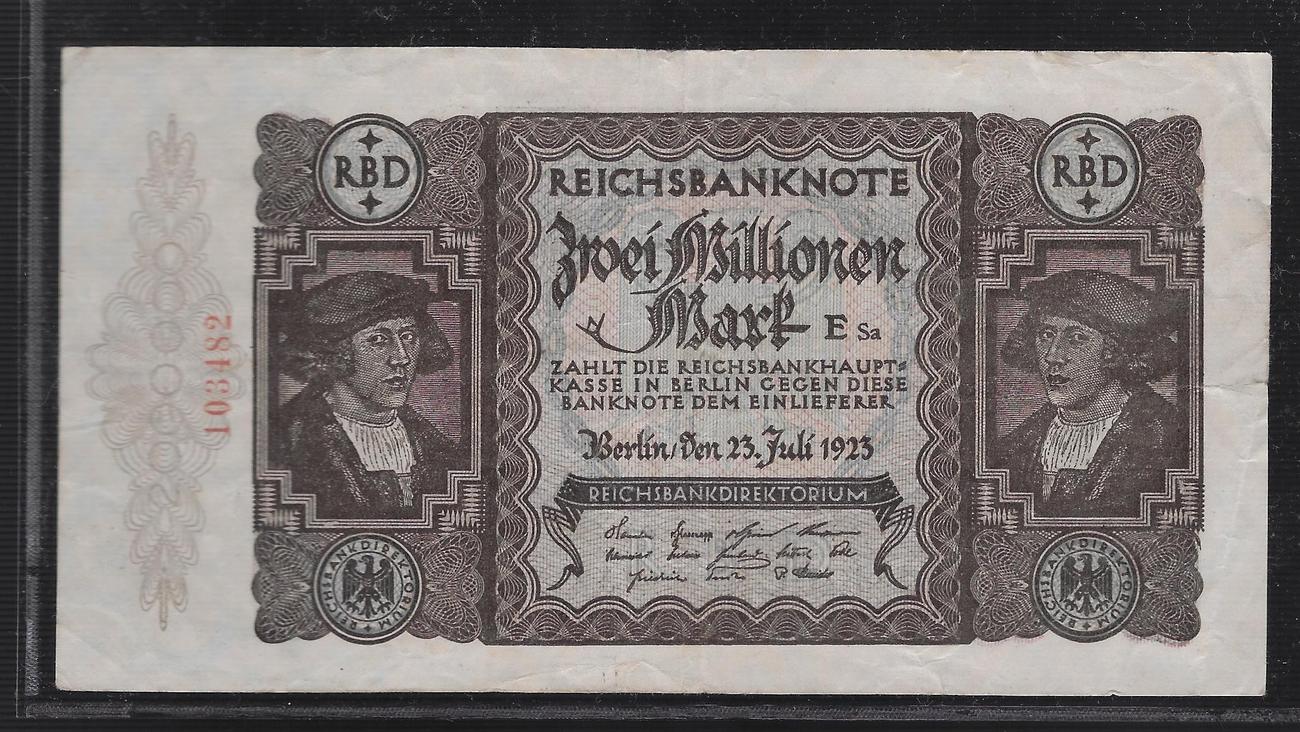 RBD
RBD
REICHSBANKNOTE
Zwei Millionen
Mark
E Sa
ZAHLT DIE REICHSBANKHAUPT=
KASSE IN BERLIN GEGEN DIESE
BANKNOTE DEM EINLIEFERER
Berlin, den 23. Juli 1923
REICHSBANKDIREKTORIUM
103482
REICHSBANKDIREKTORIUM
REICHSBANKDIREKTORIUM